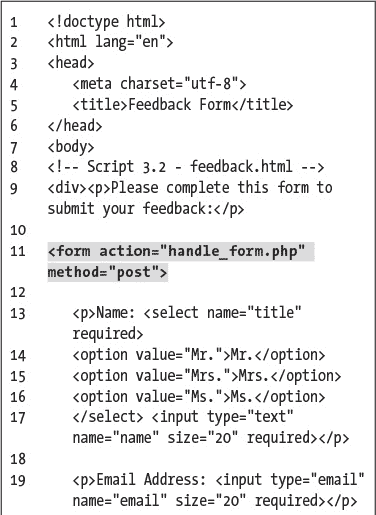 1 <!doctype html>
2 <html lang="en">
3 <head>
4 <meta charset="utf-8">
5 <title>Feedback Form</title>
6 </head>
7 <body>
8 <!-- Script 3.2 - feedback.html -->
9 <div><p>Please complete this form to
submit your feedback:</p>
10
11 <form action="handle_form.php"
method="post">
12
13 <p>Name: <select name="title"
required>
14 <option value="Mr.">Mr.</option>
15 <option value="Mrs.">Mrs.</option>
16 <option value="Ms.">Ms.</option>
17 </select> <input type="text"
name="name" size="20" required></p>
18
19 <p>Email Address: <input type="email"
name="email" size="20" required></p>